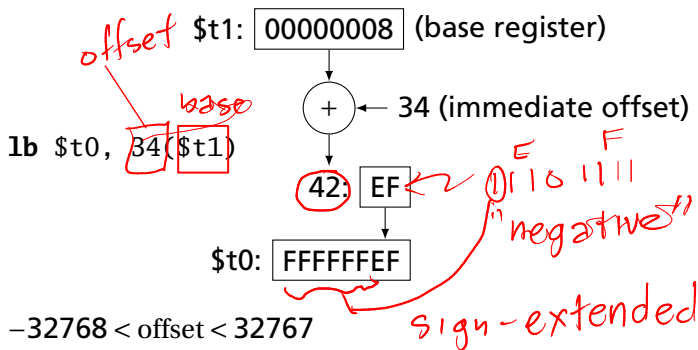 $t1: 00000008 (base register)
offset
base
+ 34 (immediate offset)
lb $t0, 34($t1)
42: EF
E F
1110 1111
"negative"
$t0: FFFFFFEF
sign-extended
−32768 < offset < 32767